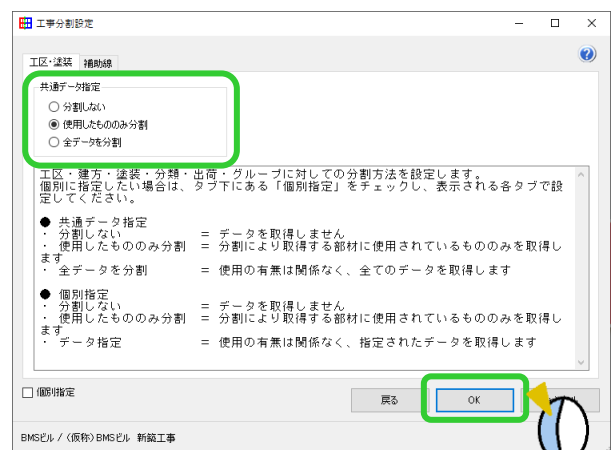 工事分割設定
工区・塗装 補助線
共通データ指定
分割しない
使用したもののみ分割
全データを分割
工区・建方・塗装・分類・出荷・グループに対しての分割方法を設定します。
個別に指定したい場合は、タブ下にある「個別指定」をチェックし、表示される各タブで設
定してください。
● 共通データ指定
・ 分割しない = データを取得しません
・ 使用したもののみ分割 = 分割により取得する部材に使用されているもののみを取得し
ます
・ 全データを分割 = 使用の有無は関係なく、全てのデータを取得します
● 個別指定
・ 分割しない = データを取得しません
・ 使用したもののみ分割 = 分割により取得する部材に使用されているもののみを取得し
ます
・ データ指定 = 使用の有無は関係なく、指定されたデータを取得します
個別指定
戻る OK
BMSビル / (仮称)BMSビル 新築工事